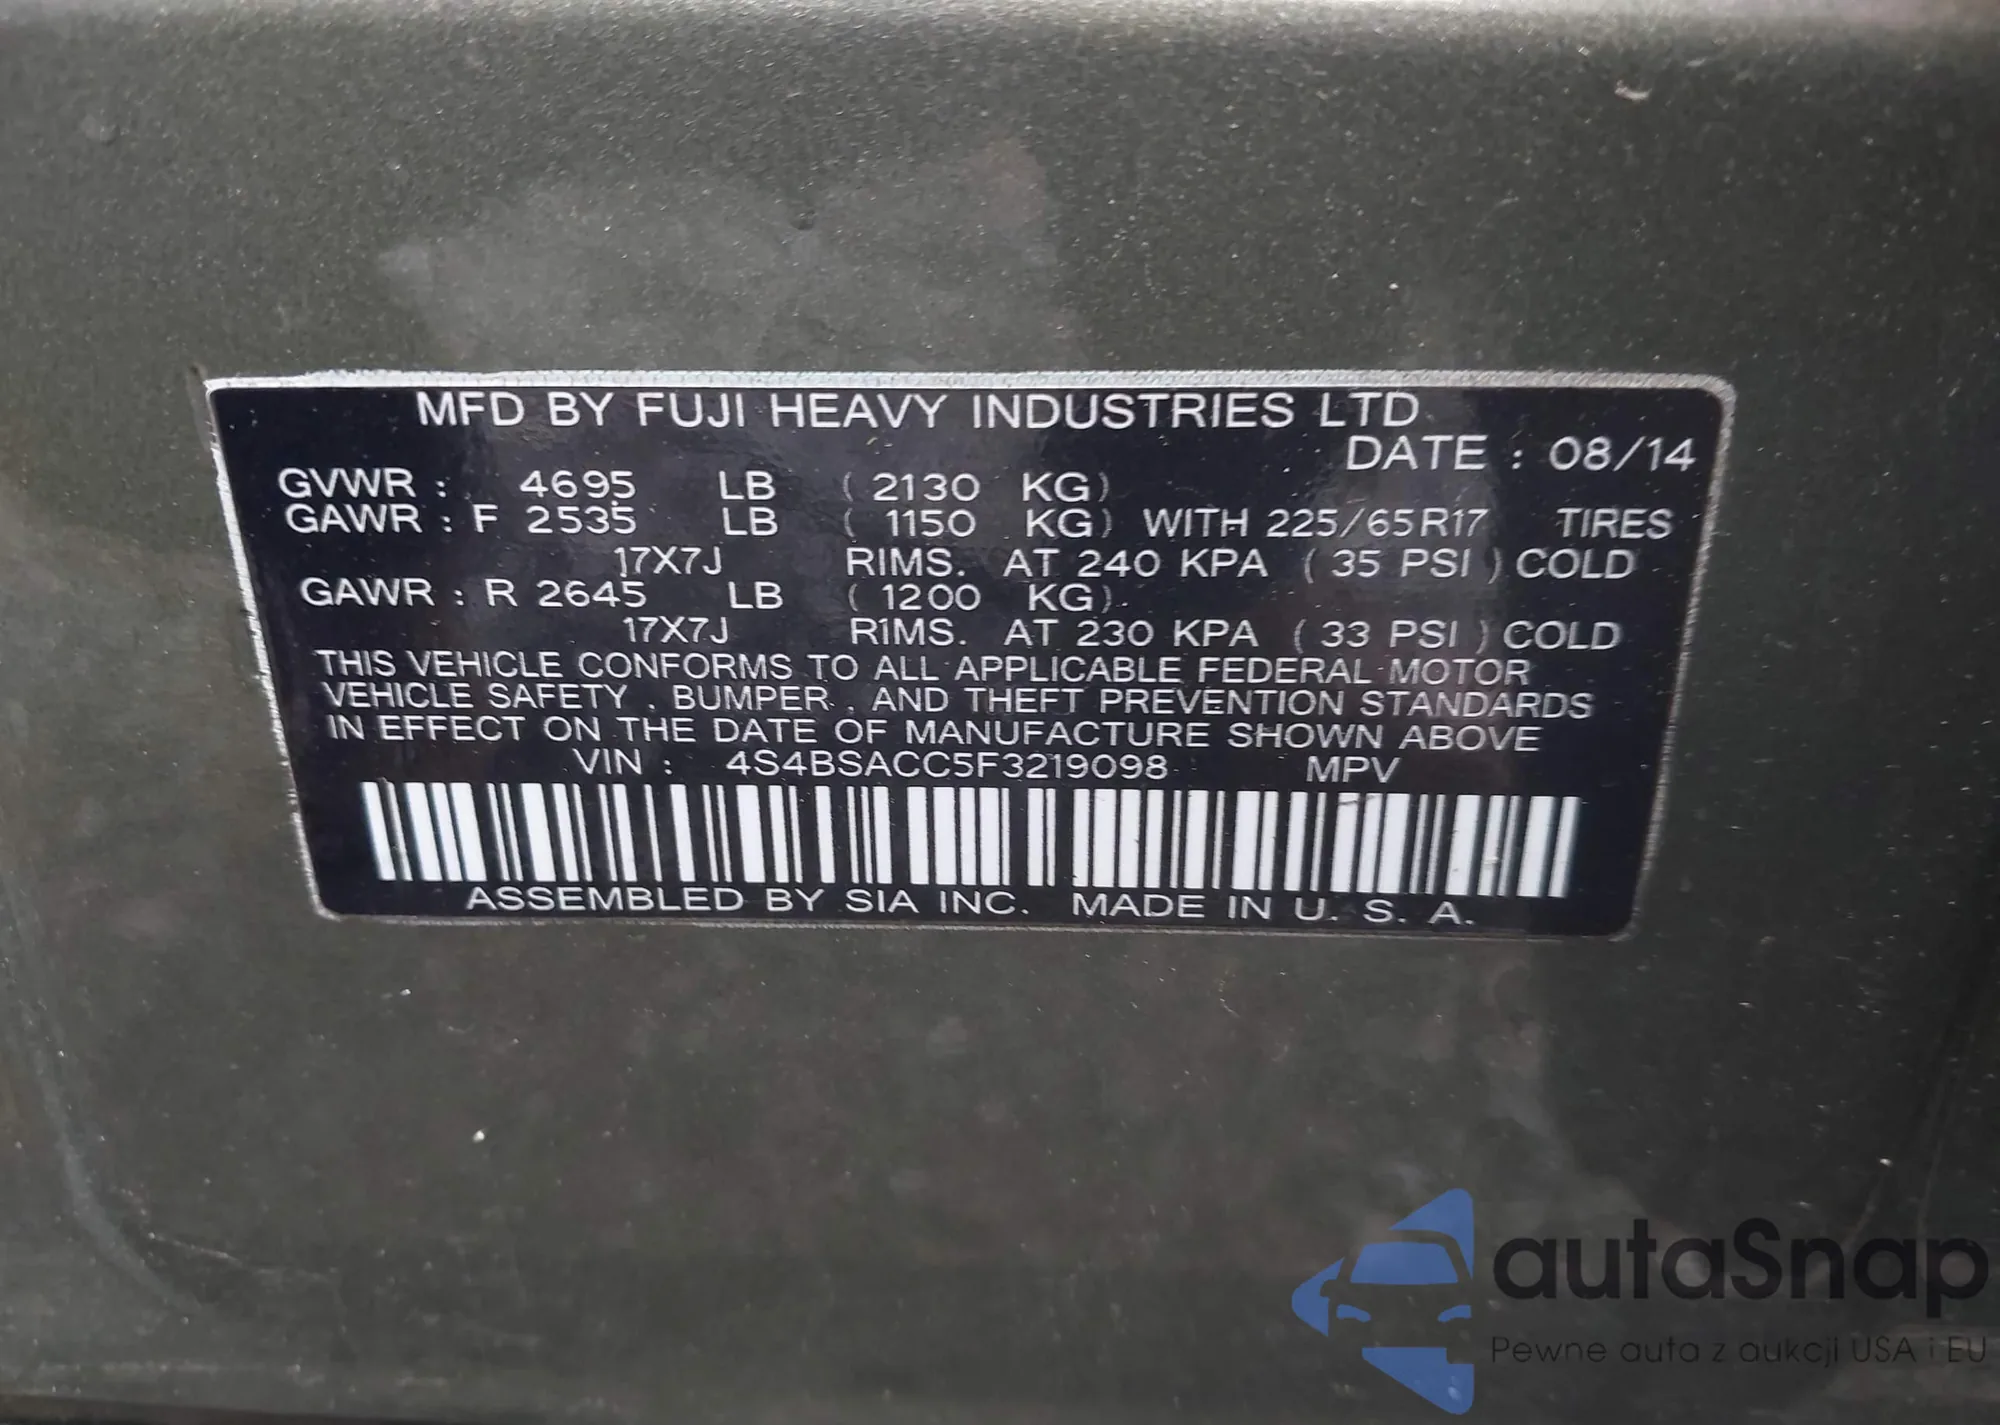 MFD BY FUJI HEAVY INDUSTRIES LTD
DATE : 08/14
GVWR : 4695 LB ( 2130 KG)
GAWR : F 2535 LB ( 1150 KG) WITH 225/65R17 TIRES
17X7J RIMS. AT 240 KPA ( 35 PSI ) COLD
GAWR : R 2645 LB ( 1200 KG)
17X7J RIMS. AT 230 KPA ( 33 PSI ) COLD
THIS VEHICLE CONFORMS TO ALL APPLICABLE FEDERAL MOTOR
VEHICLE SAFETY , BUMPER , AND THEFT PREVENTION STANDARDS
IN EFFECT ON THE DATE OF MANUFACTURE SHOWN ABOVE
VIN : 4S4BSACC5F3219098 MPV
ASSEMBLED BY SIA INC. MADE IN U. S. A.
autaSnap
Pewne auta z aukcji USA i EU